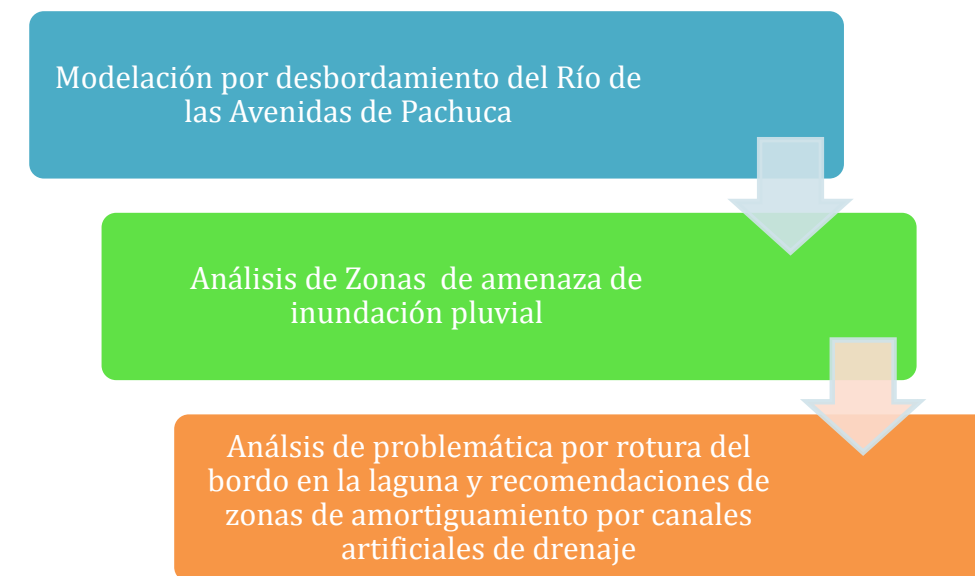 Modelación por desbordamiento del Río de
las Avenidas de Pachuca
Análisis de Zonas  de amenaza de
inundación pluvial
Análsis de problemática por rotura del
bordo en la laguna y recomendaciones de
zonas de amortiguamiento por canales
artificiales de drenaje